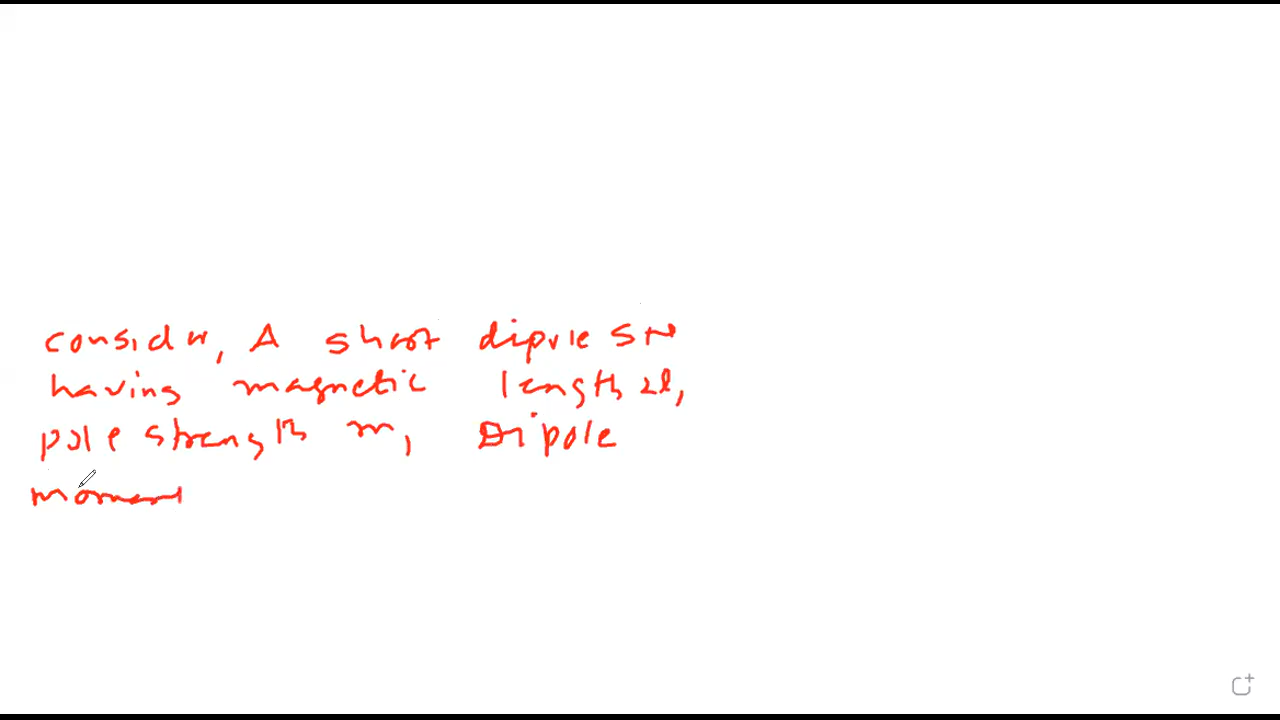 consider, A short dipole SN
having magnetic length 2l,
pole strength m, Dipole
moment